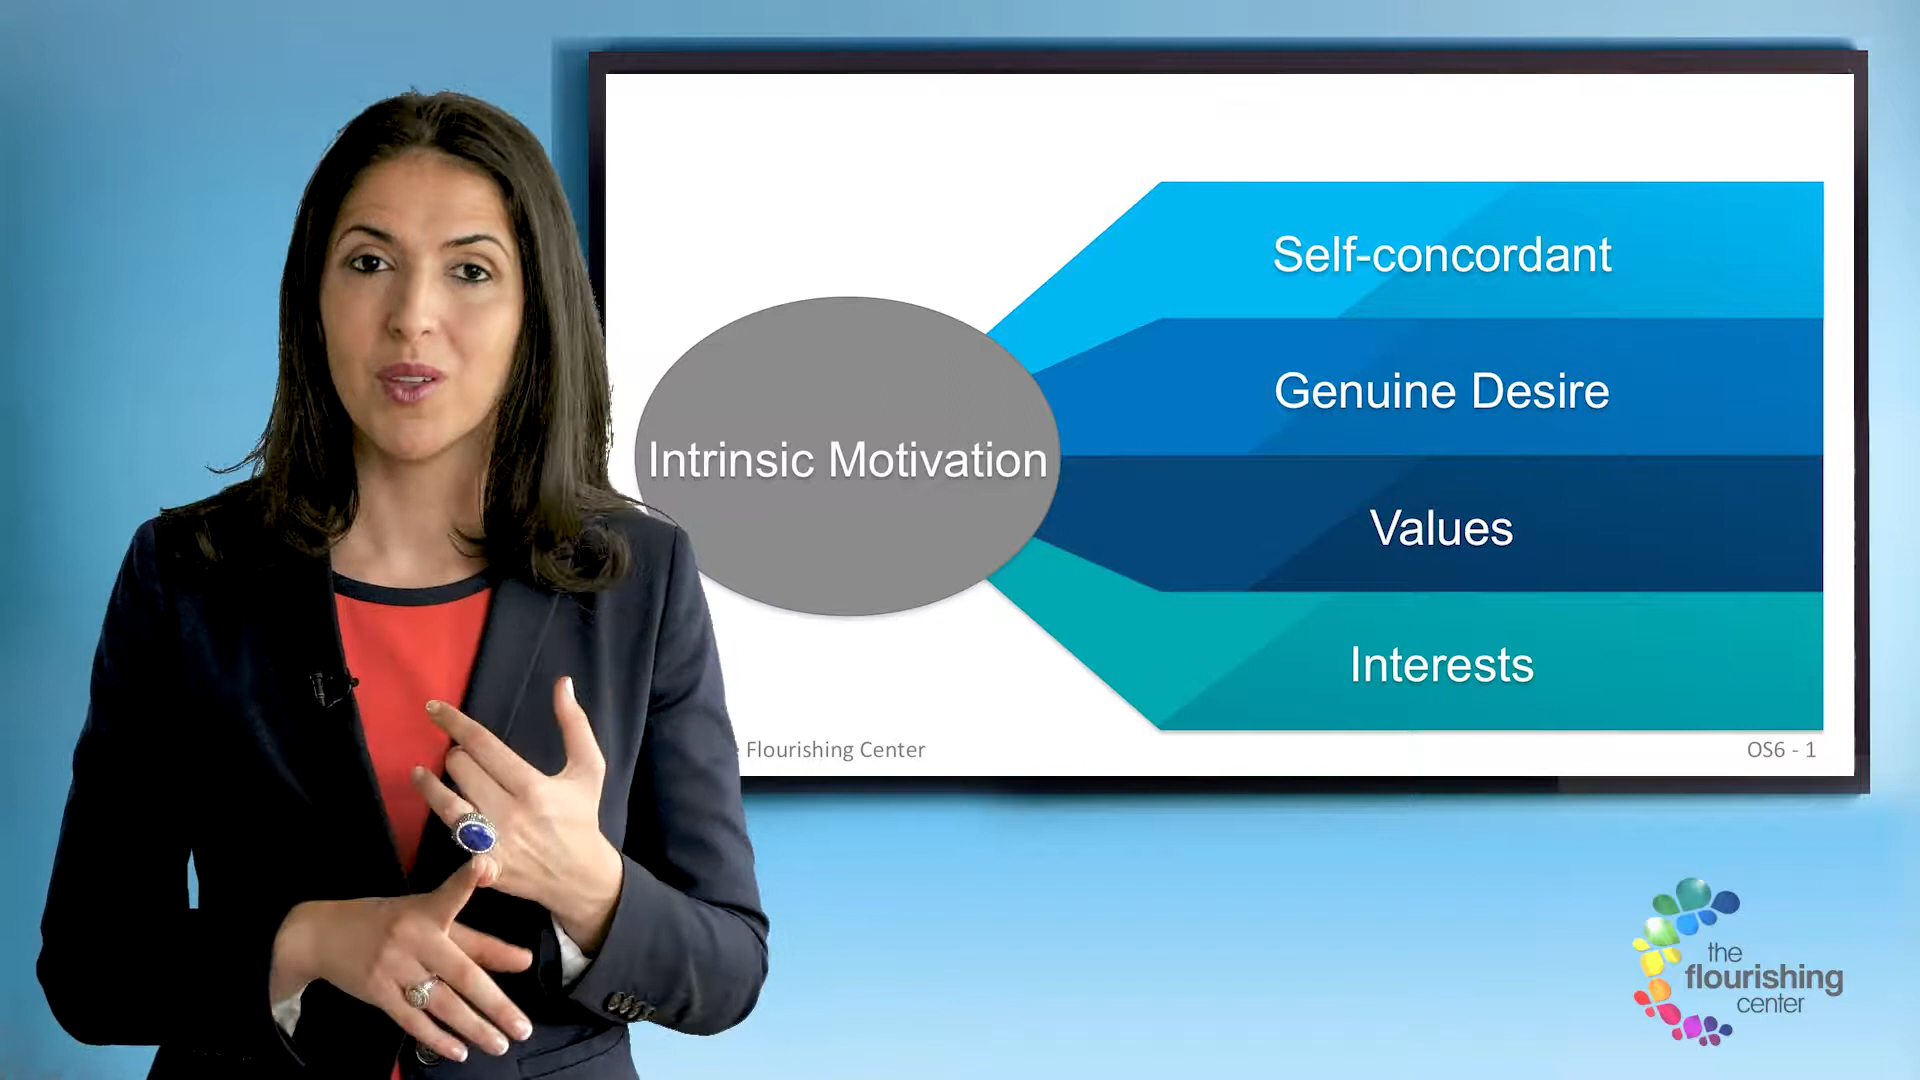 Self-concordant
Genuine Desire
Intrinsic Motivation
Values
Interests
Flourishing Center
OS6 - 1
the
flourishing
center